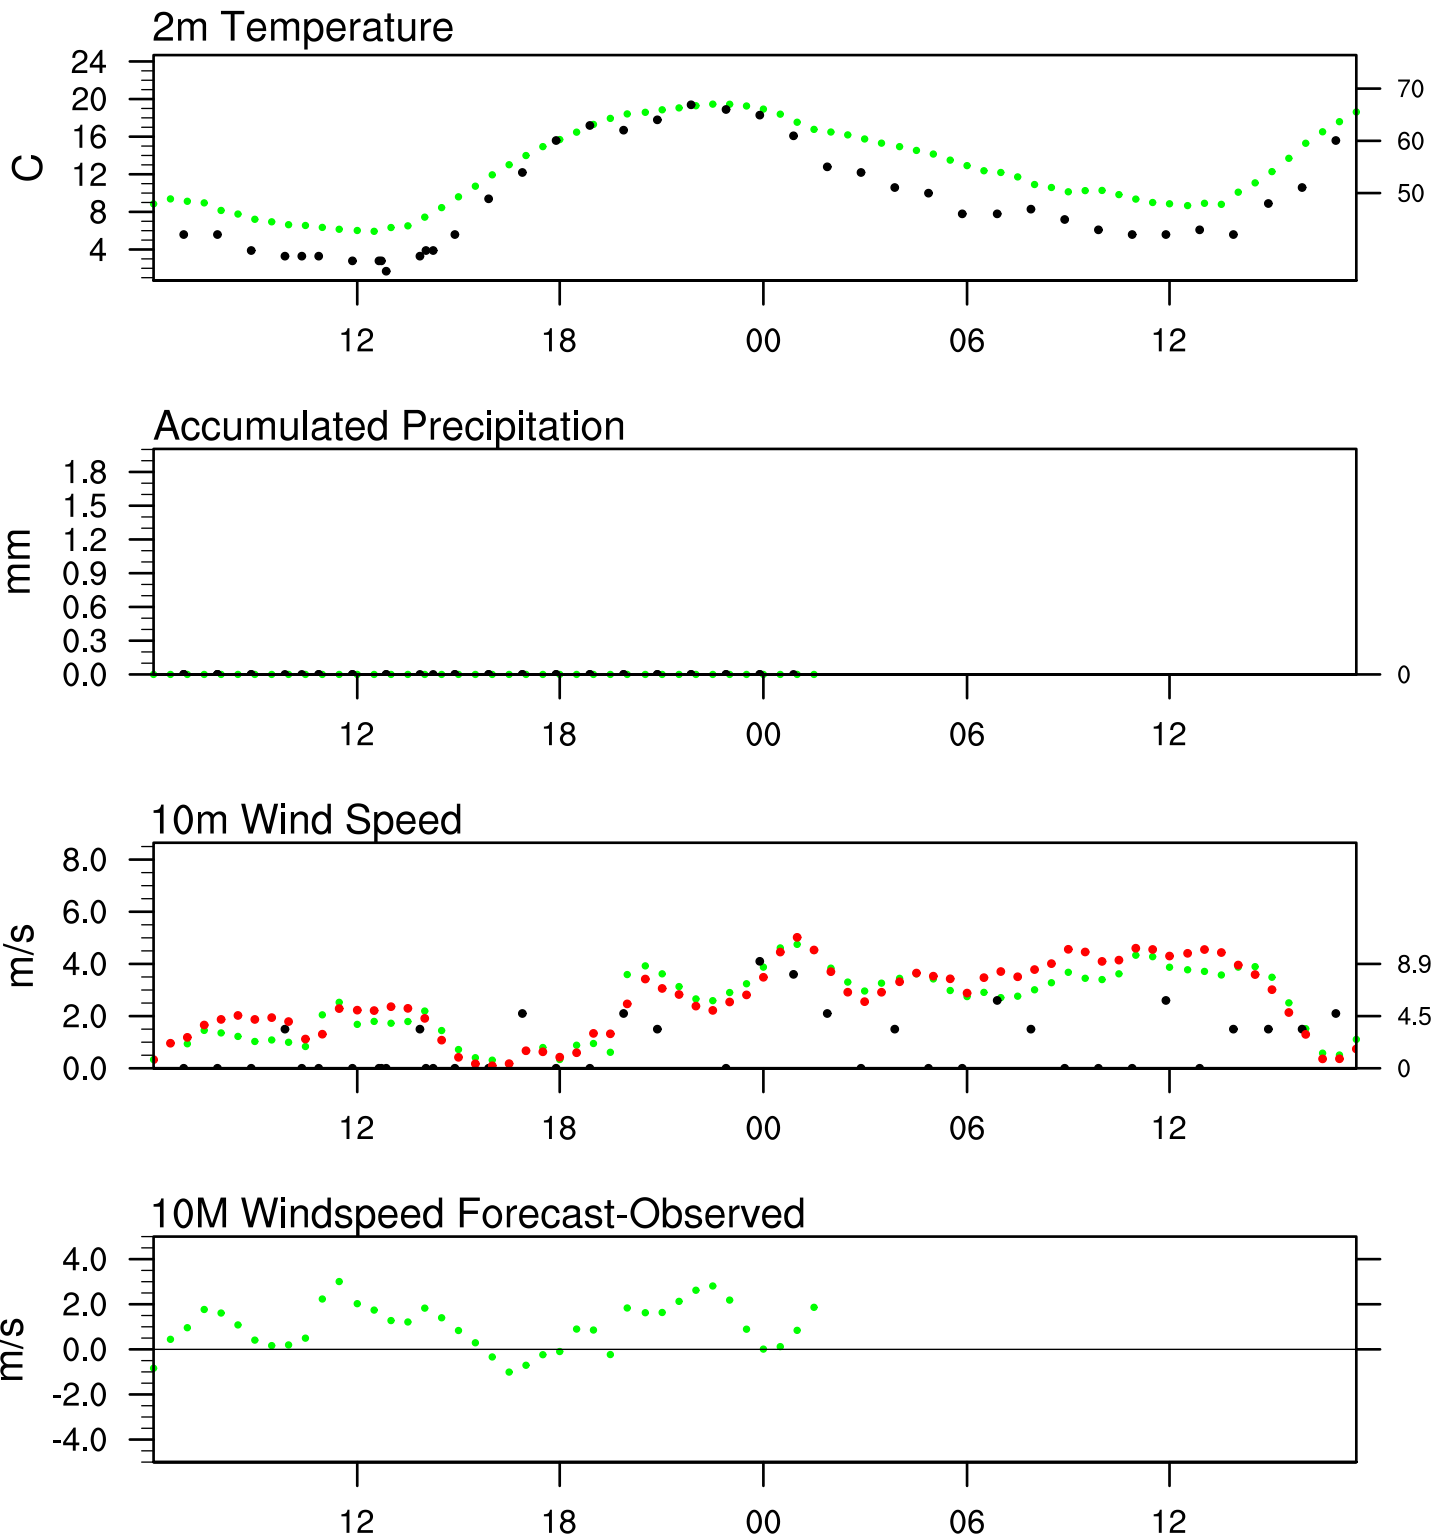 2m Temperature
24
20
16
12
8
4
C
70
60
50
12 18 00 06 12
Accumulated Precipitation
1.8
1.5
1.2
0.9
0.6
0.3
0.0
mm
0
12 18 00 06 12
10m Wind Speed
8.0
6.0
4.0
2.0
0.0
m/s
8.9
4.5
0
12 18 00 06 12
10M Windspeed Forecast-Observed
4.0
2.0
0.0
-2.0
-4.0
m/s
12 18 00 06 12